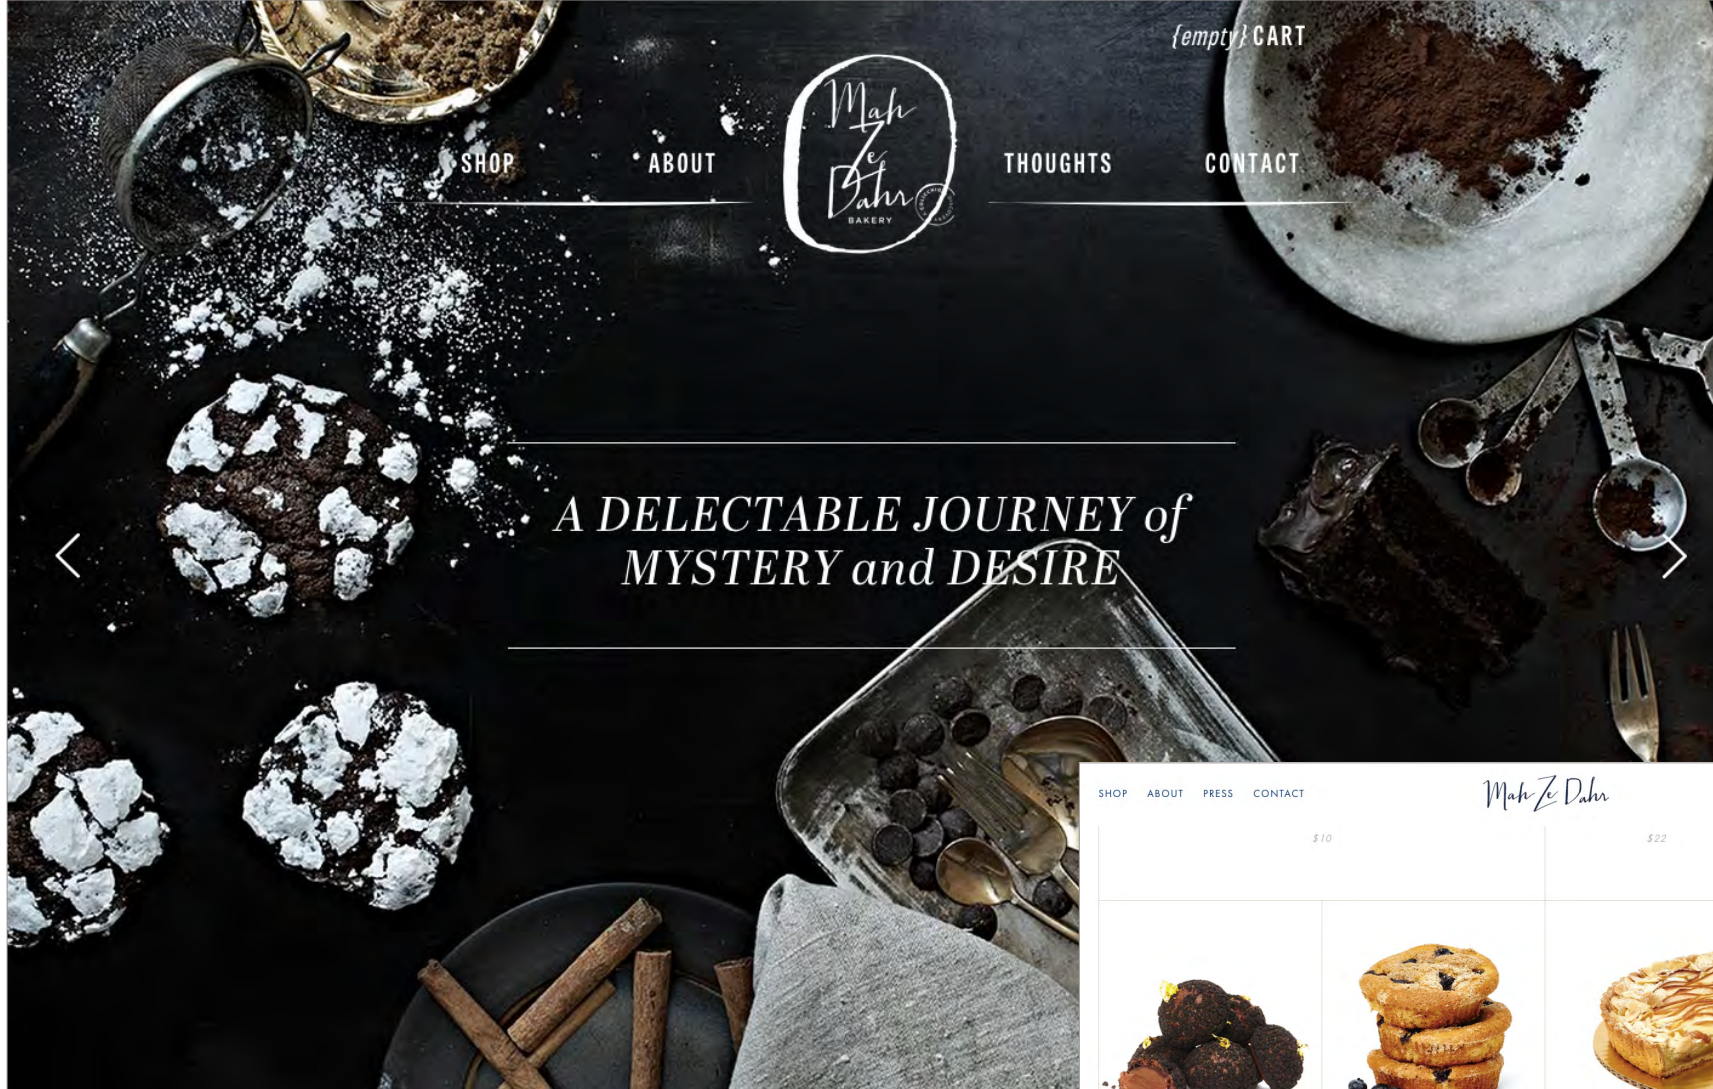 {empty} CART
SHOP ABOUT THOUGHTS CONTACT
Mah
Ze
Dahr
BAKERY
A DELECTABLE JOURNEY of
MYSTERY and DESIRE
SHOP ABOUT PRESS CONTACT Mah Ze Dahr
$10 $22